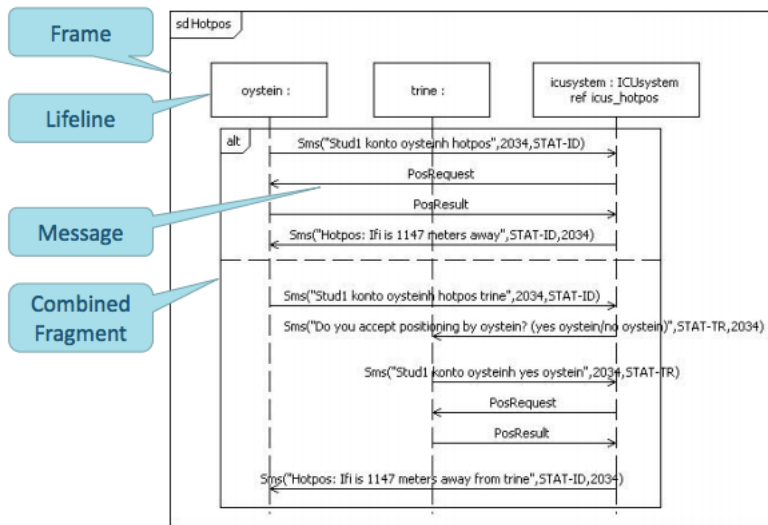 sd Hotpos
Frame
Lifeline
Message
Combined
Fragment
oystein :
trine :
icusystem : ICUsystem
ref icus_hotpos
alt
Sms("Stud1 konto oysteinh hotpos",2034,STAT-ID)
PosRequest
PosResult
Sms("Hotpos: Ifi is 1147 meters away",STAT-ID,2034)
Sms("Stud1 konto oysteinh hotpos trine",2034,STAT-ID)
Sms("Do you accept positioning by oystein? (yes oystein/no oystein)",STAT-TR,2034)
Sms("Stud1 konto oysteinh yes oystein",2034,STAT-TR)
PosRequest
PosResult
Sms("Hotpos: Ifi is 1147 meters away from trine",STAT-ID,2034)